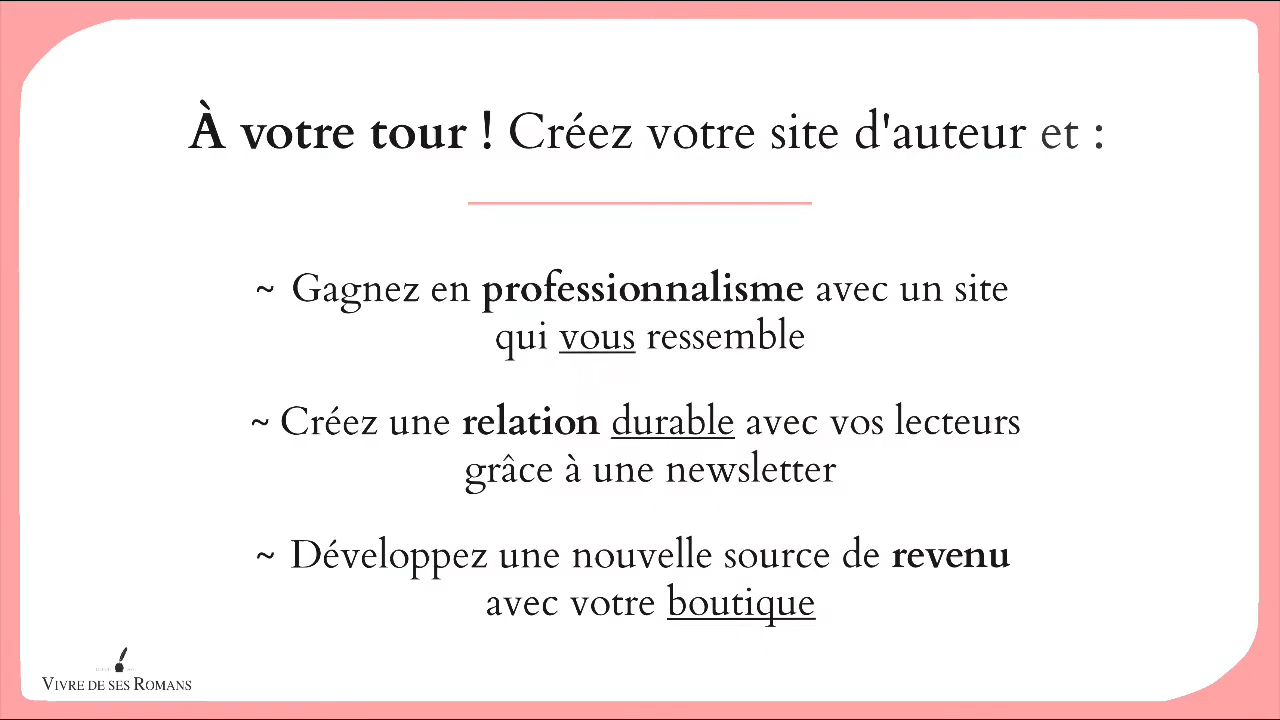 À votre tour ! Créez votre site d'auteur et :
~ Gagnez en professionnalisme avec un site
qui vous ressemble
~ Créez une relation durable avec vos lecteurs
grâce à une newsletter
~ Développez une nouvelle source de revenu
avec votre boutique
VIVRE DE SES ROMANS